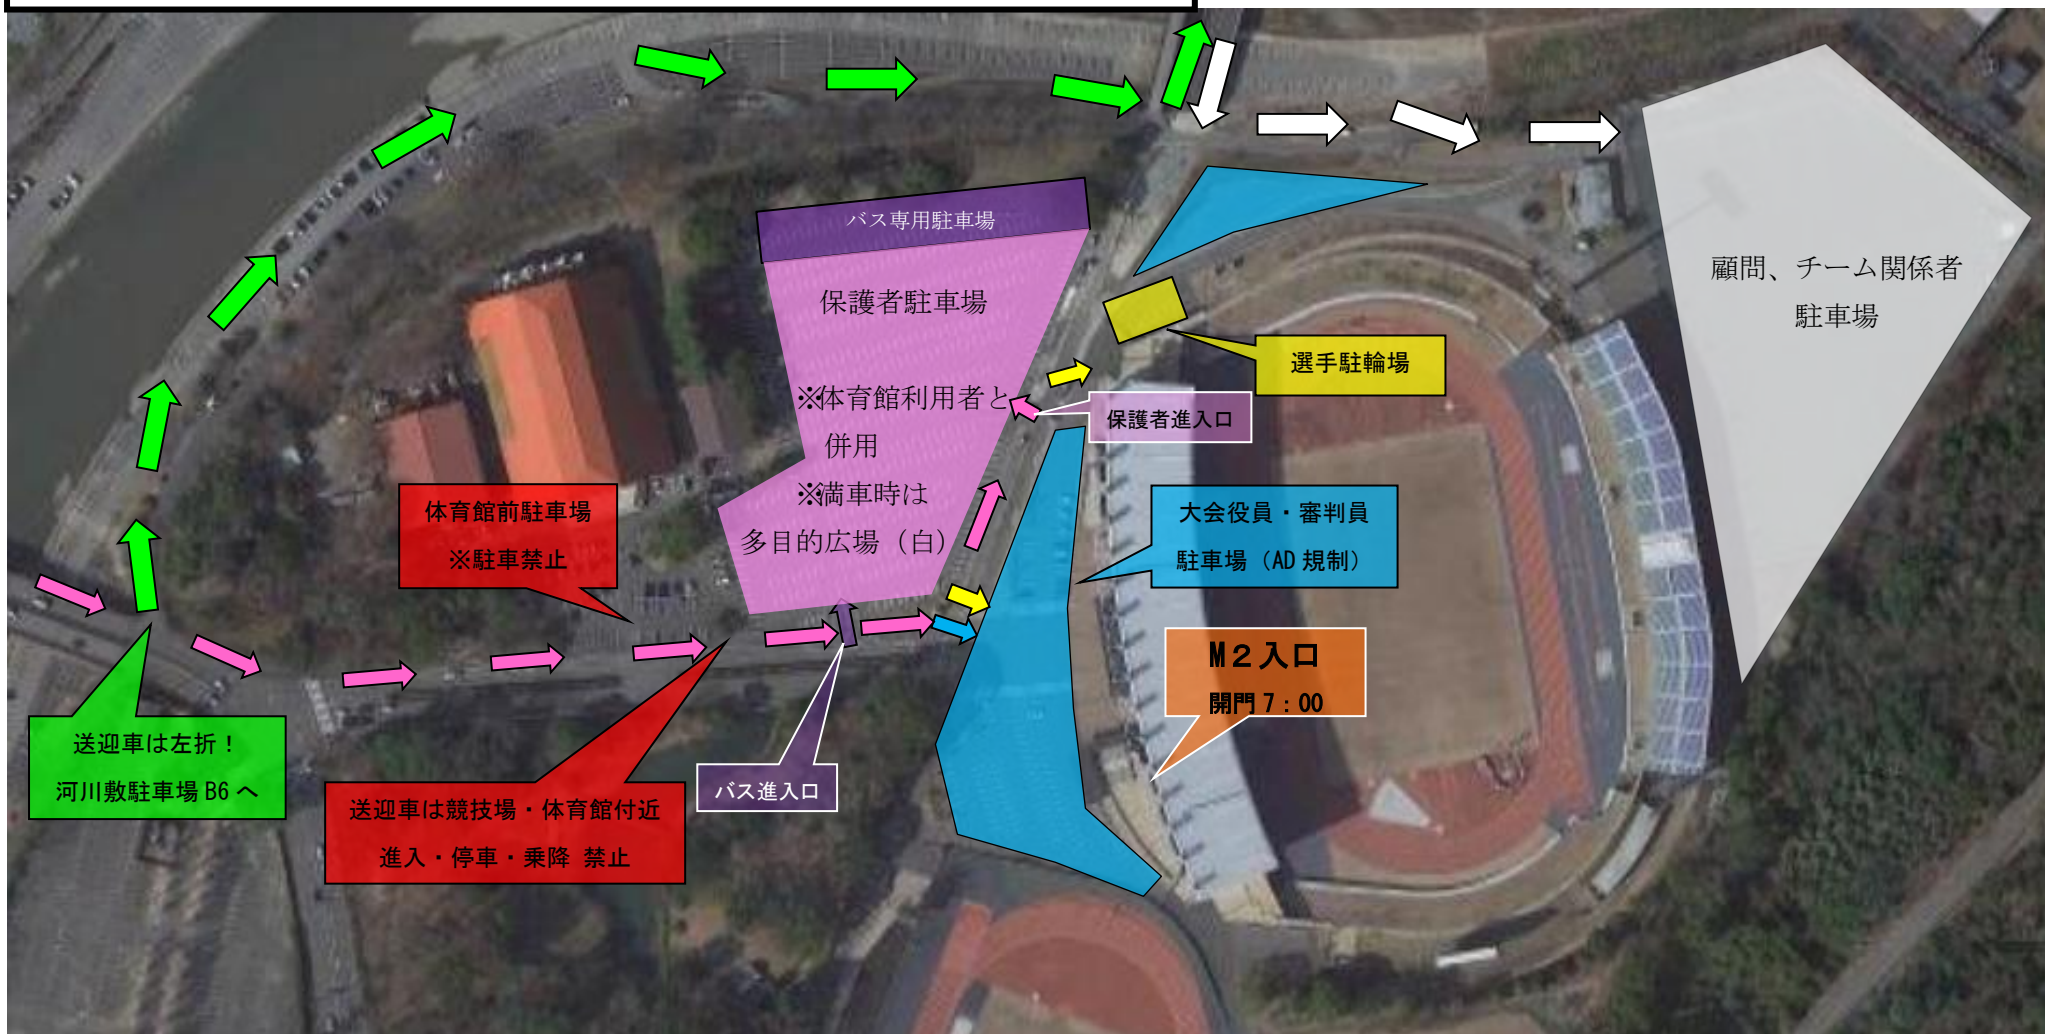 バス専用駐車場
保護者駐車場
※体育館利用者と
併用
※満車時は
多目的広場（白）
顧問、チーム関係者
駐車場
選手駐輪場
保護者進入口
体育館前駐車場
※駐車禁止
大会役員・審判員
駐車場（AD規制）
M２入口
開門7：00
送迎車は左折！
河川敷駐車場B6へ
送迎車は競技場・体育館付近
進入・停車・乗降 禁止
バス進入口